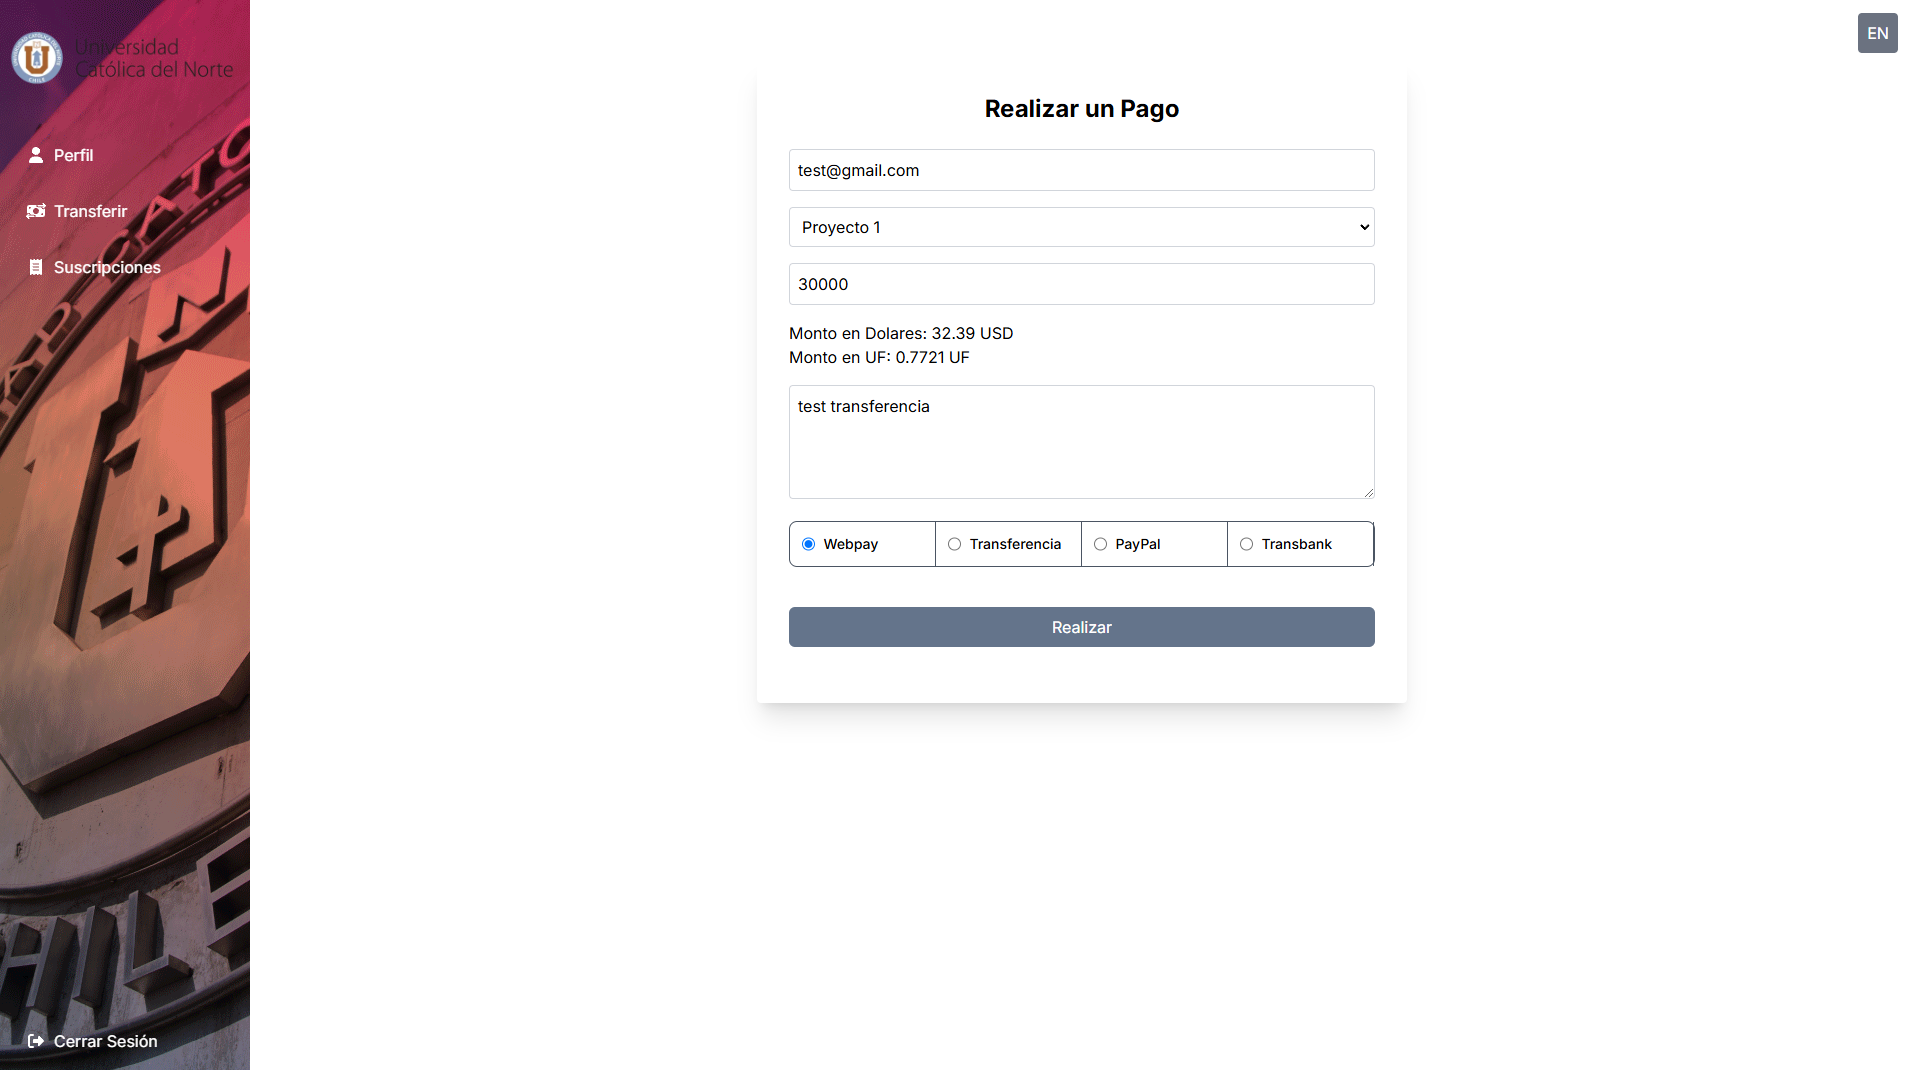 Universidad
Católica del Norte
Perfil
Transferir
Suscripciones
Cerrar Sesión
EN
Realizar un Pago
test@gmail.com
Proyecto 1
30000
Monto en Dolares: 32.39 USD
Monto en UF: 0.7721 UF
test transferencia
Webpay
Transferencia
PayPal
Transbank
Realizar